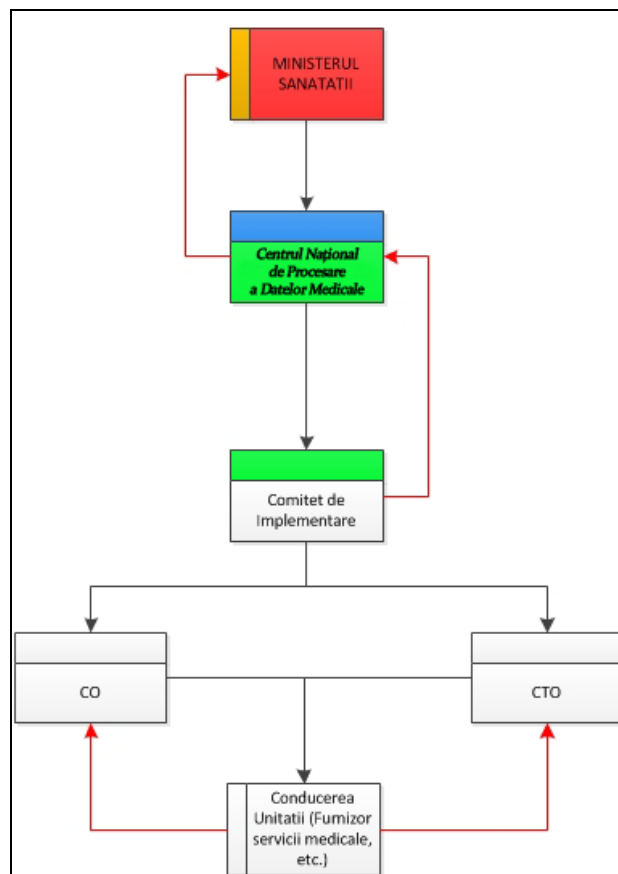 MINISTERUL
SANATATII
Centrul Național
de Procesare
a Datelor Medicale
Comitet de
Implementare
CO
CTO
Conducerea
Unitatii (Furnizor
servicii medicale,
etc.)